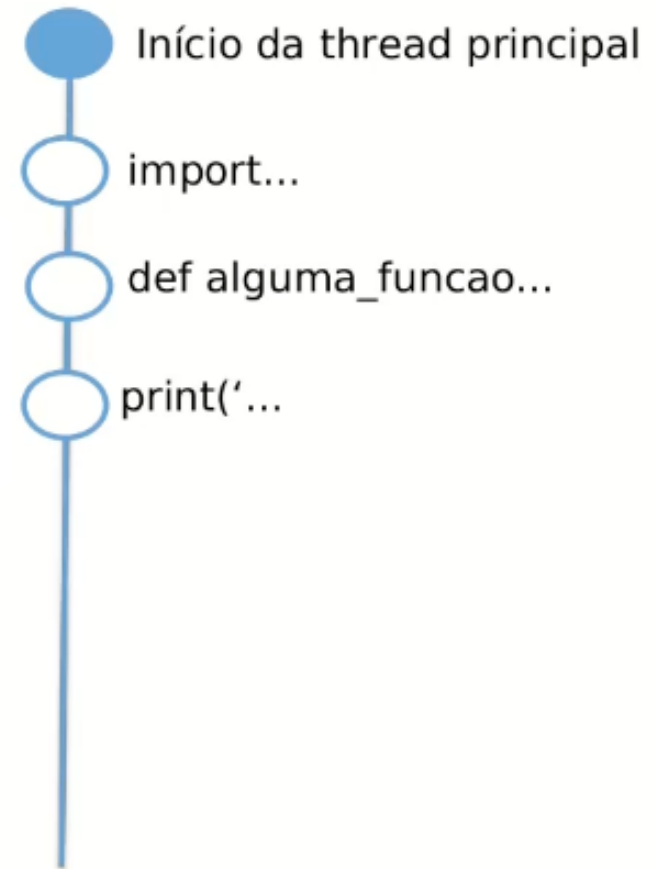 Início da thread principal
import...
def alguma_funcao...
print(‘...